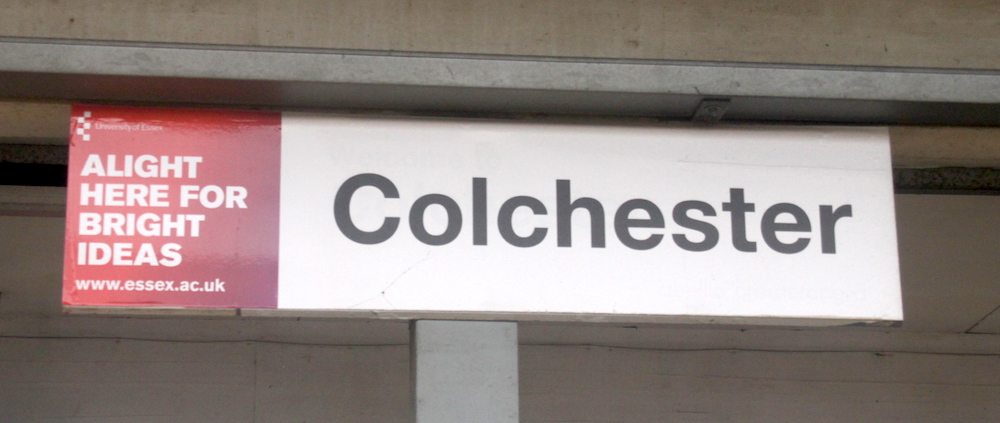 University of Essex
ALIGHT
HERE FOR
BRIGHT
IDEAS
www.essex.ac.uk
Colchester